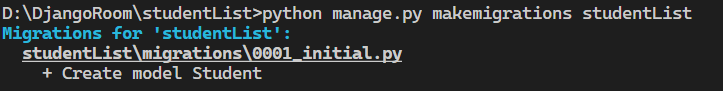 D:\DjangoRoom\studentList>python manage.py makemigrations studentList
Migrations for 'studentList':
studentList\migrations\0001_initial.py
+ Create model Student